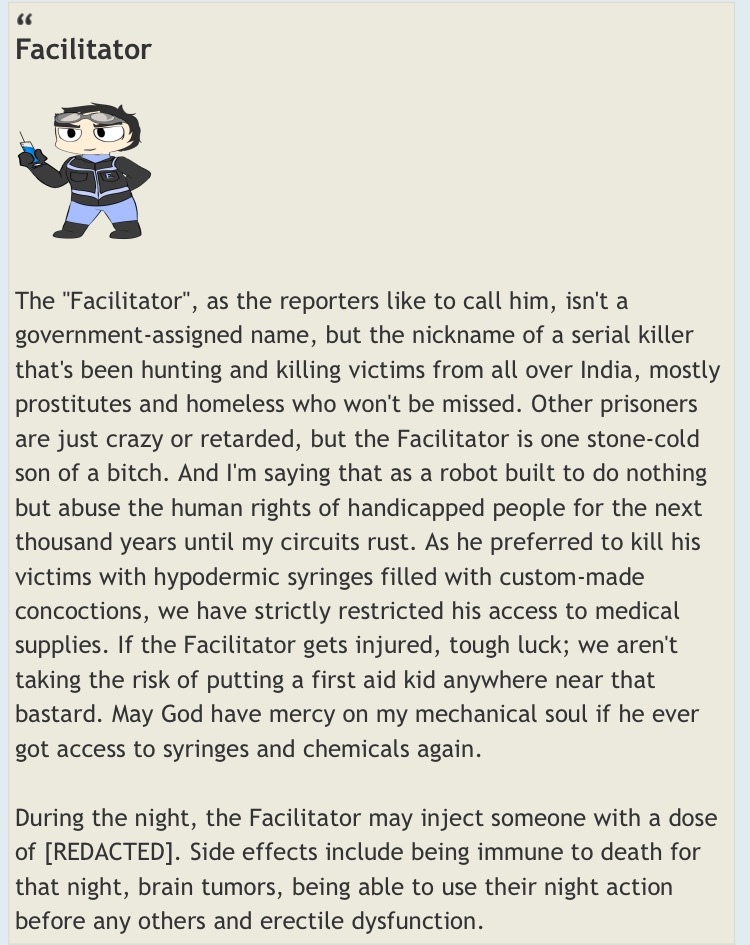 “
Facilitator
F
The "Facilitator", as the reporters like to call him, isn't a
government-assigned name, but the nickname of a serial killer
that's been hunting and killing victims from all over India, mostly
prostitutes and homeless who won't be missed. Other prisoners
are just crazy or retarded, but the Facilitator is one stone-cold
son of a bitch. And I'm saying that as a robot built to do nothing
but abuse the human rights of handicapped people for the next
thousand years until my circuits rust. As he preferred to kill his
victims with hypodermic syringes filled with custom-made
concoctions, we have strictly restricted his access to medical
supplies. If the Facilitator gets injured, tough luck; we aren't
taking the risk of putting a first aid kid anywhere near that
bastard. May God have mercy on my mechanical soul if he ever
got access to syringes and chemicals again.
During the night, the Facilitator may inject someone with a dose
of [REDACTED]. Side effects include being immune to death for
that night, brain tumors, being able to use their night action
before any others and erectile dysfunction.